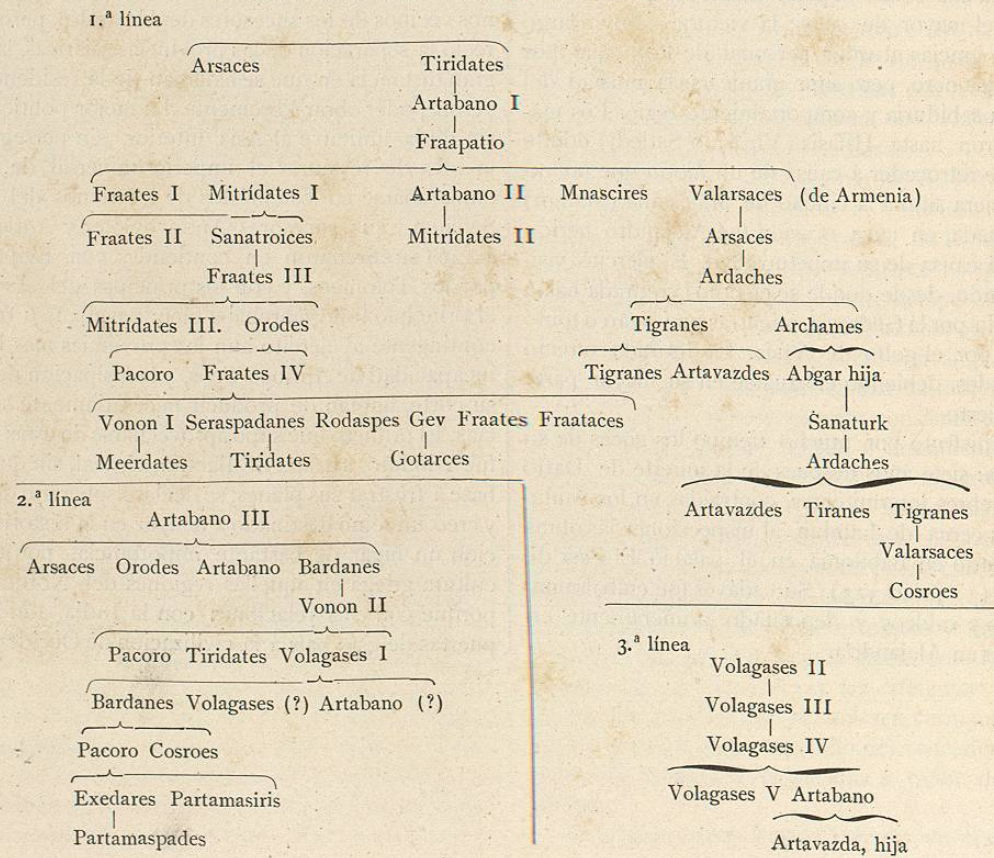 1.ª línea
Arsaces Tiridates
Artabano I
Fraapatio
Fraates I Mitrídates I Artabano II Mnascires Valarsaces (de Armenia)
Fraates II Sanatroices Mitrídates II Arsaces
Fraates III Ardaches
Mitrídates III. Orodes Tigranes Archames
Pacoro Fraates IV Tigranes Artavazdes Abgar hija
Vonon I Seraspadanes Rodaspes Gev Fraates Fraataces Sanaturk
Meerdates Tiridates Gotarces Ardaches
Artavazdes Tiranes Tigranes
Valarsaces
Cosroes
2.ª línea
Artabano III
Arsaces Orodes Artabano Bardanes
Vonon II
Pacoro Tiridates Volagases I
Bardanes Volagases (?) Artabano (?)
Pacoro Cosroes
Exedares Partamasiris
Partamaspades
3.ª línea
Volagases II
Volagases III
Volagases IV
Volagases V Artabano
Artavazda, hija